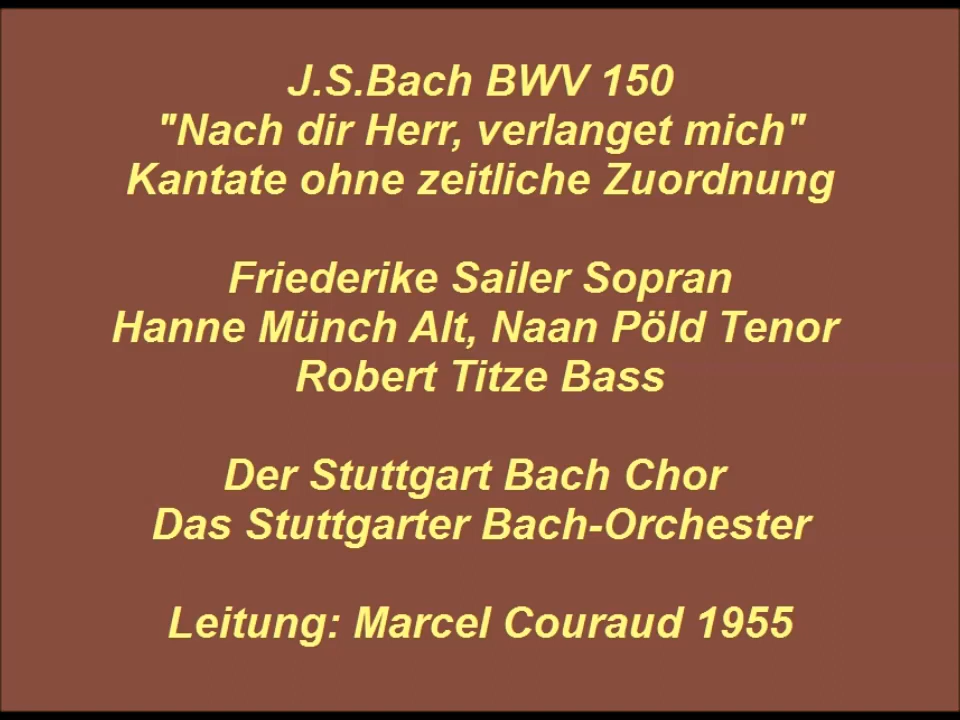 J.S.Bach BWV 150
"Nach dir Herr, verlanget mich"
Kantate ohne zeitliche Zuordnung
Friederike Sailer Sopran
Hanne Münch Alt, Naan Pöld Tenor
Robert Titze Bass
Der Stuttgart Bach Chor
Das Stuttgarter Bach-Orchester
Leitung: Marcel Couraud 1955